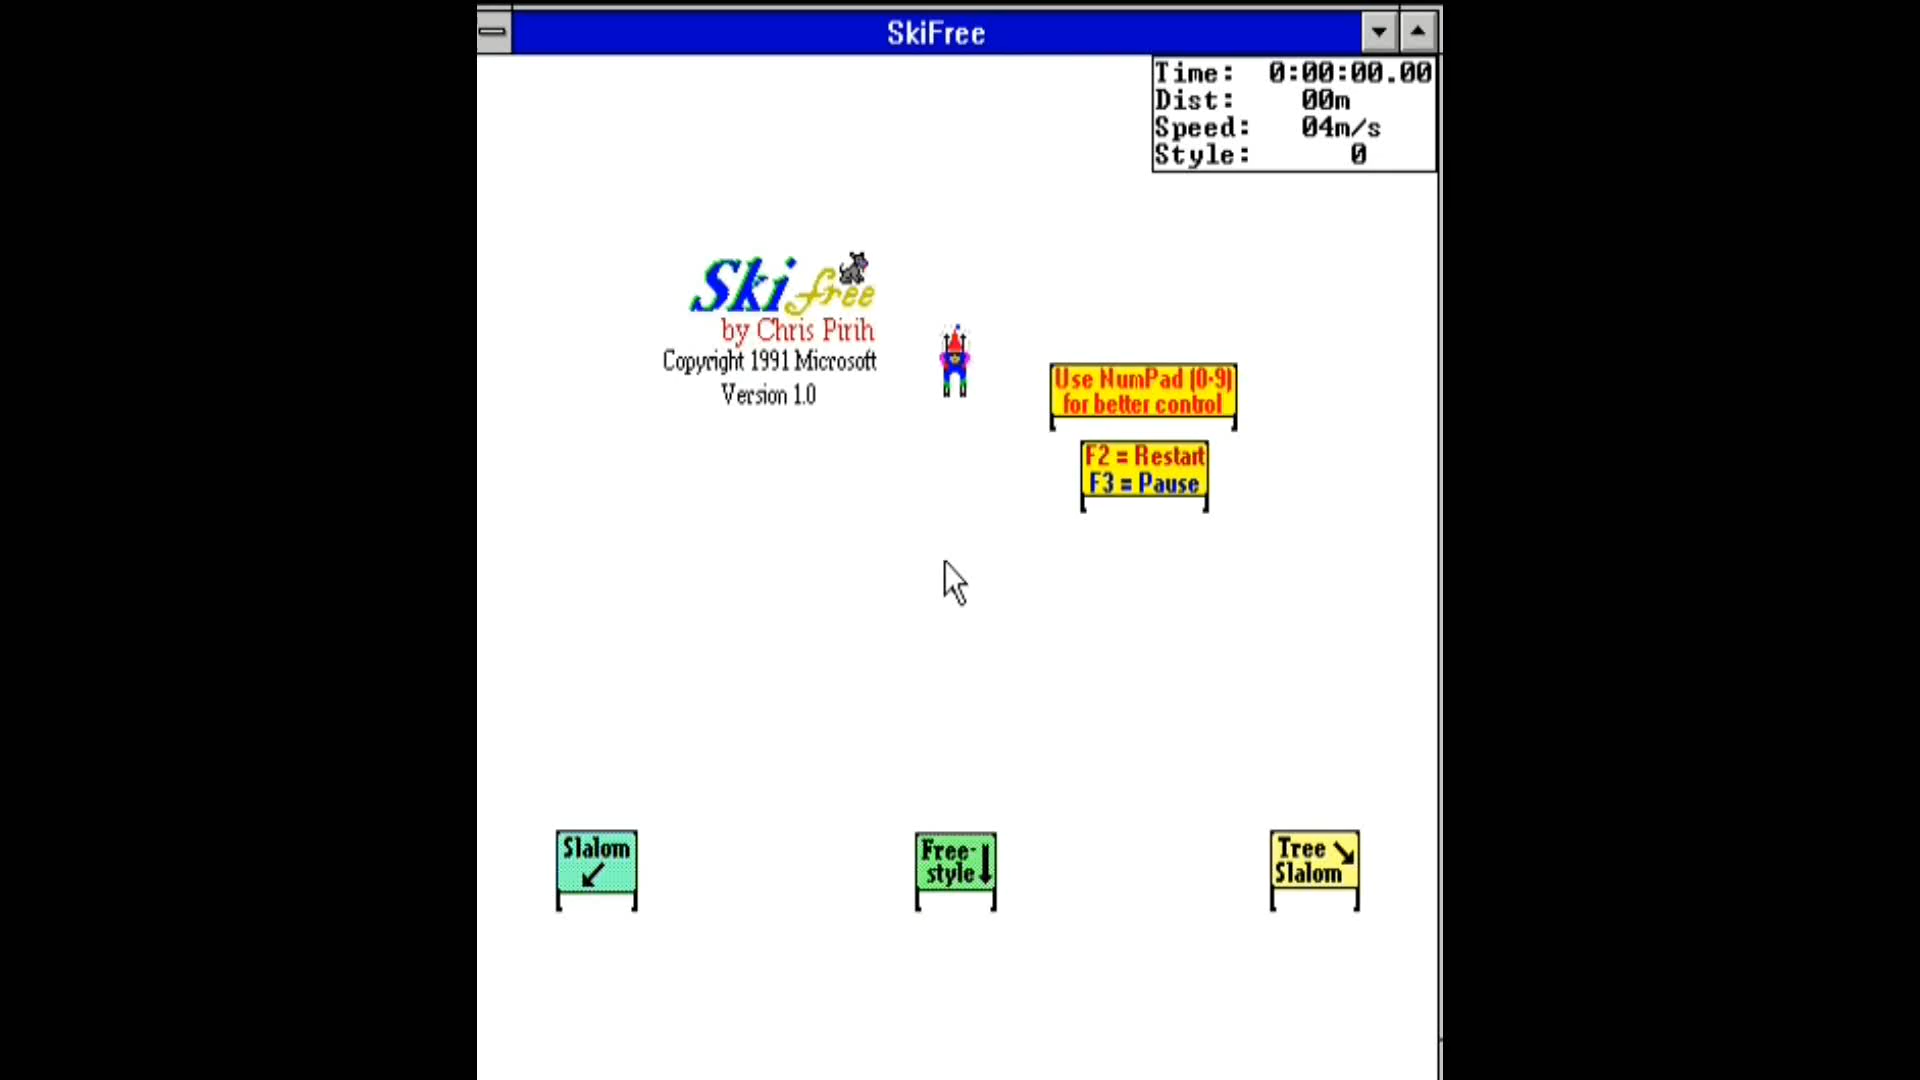 SkiFree
Time: 0:00:00.00
Dist: 00m
Speed: 04m/s
Style: 0
Ski free
by Chris Pirih
Copyright 1991 Microsoft
Version 1.0
Use NumPad (0-9)
for better control
F2 = Restart
F3 = Pause
Slalom
Free-
style
Tree
Slalom